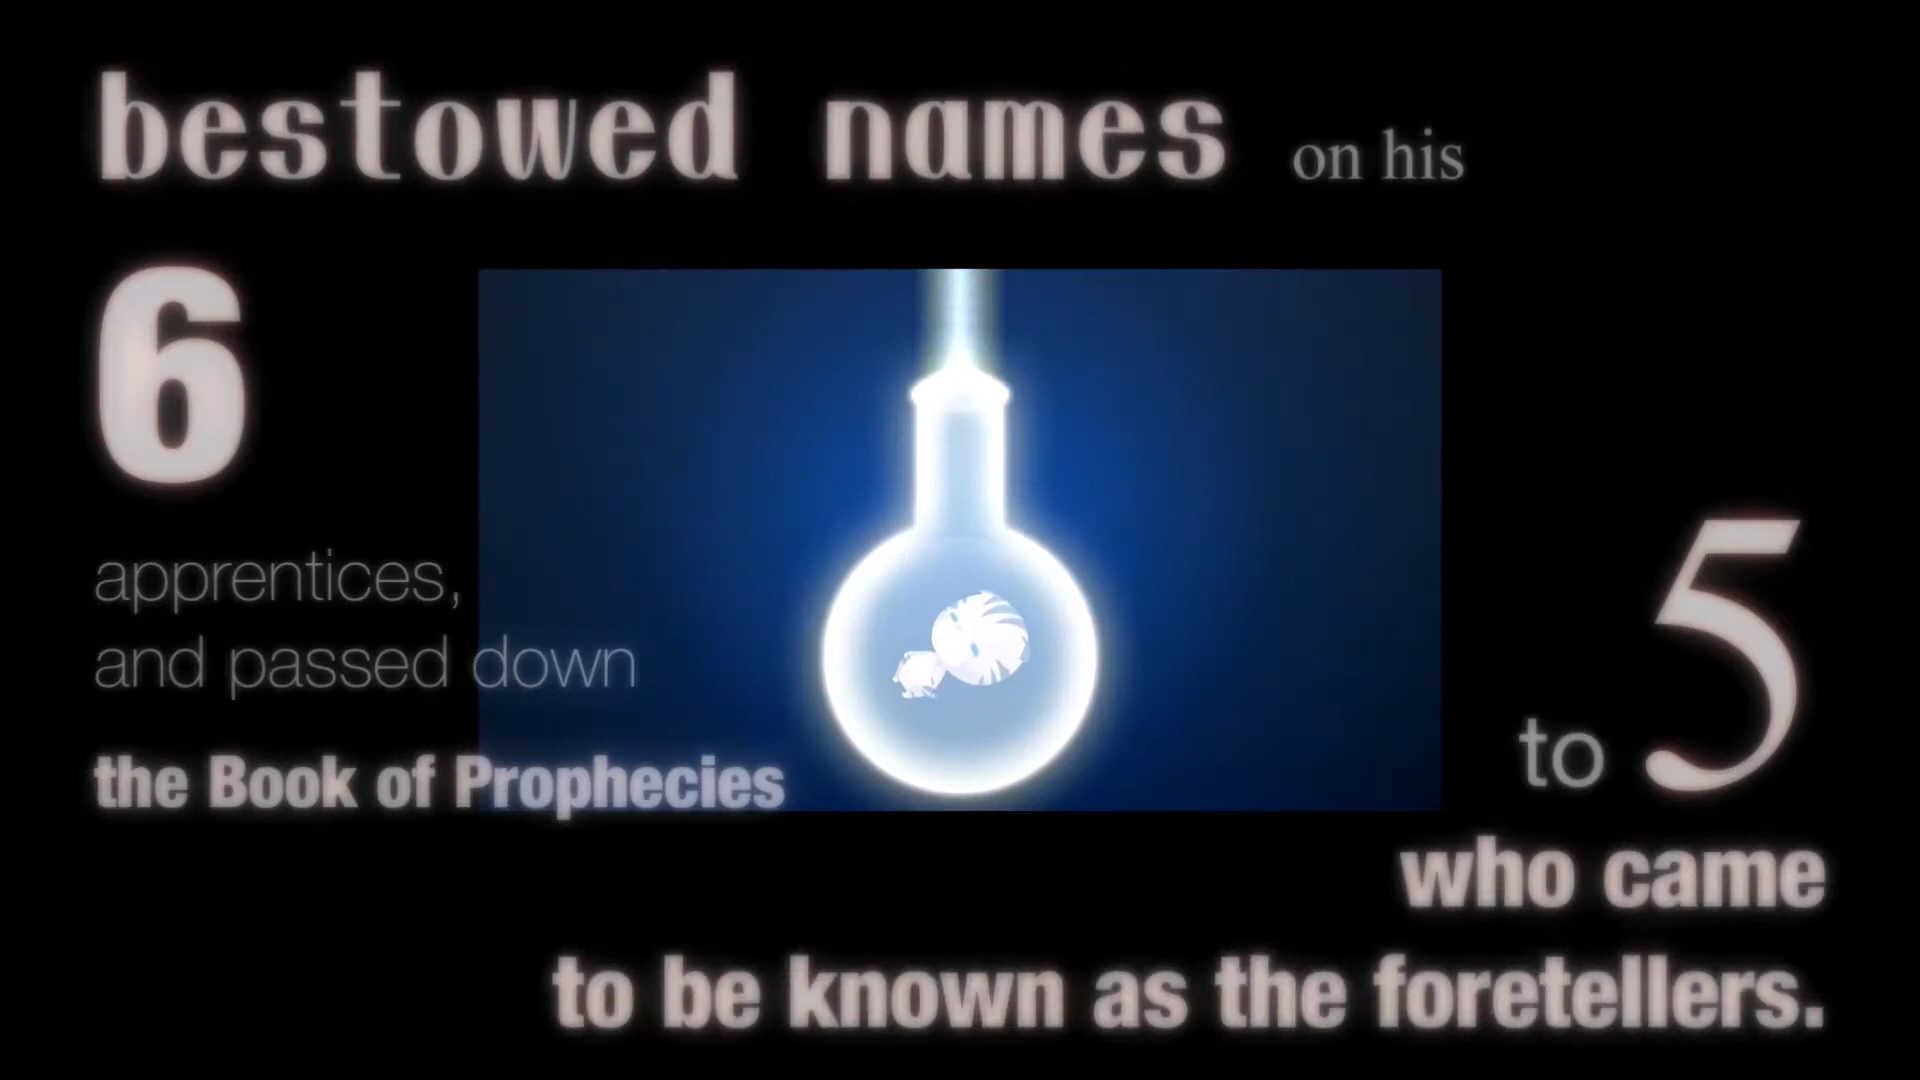 bestowed names on his
6
apprentices,
and passed down
the Book of Prophecies
to 5
who came
to be known as the foretellers.